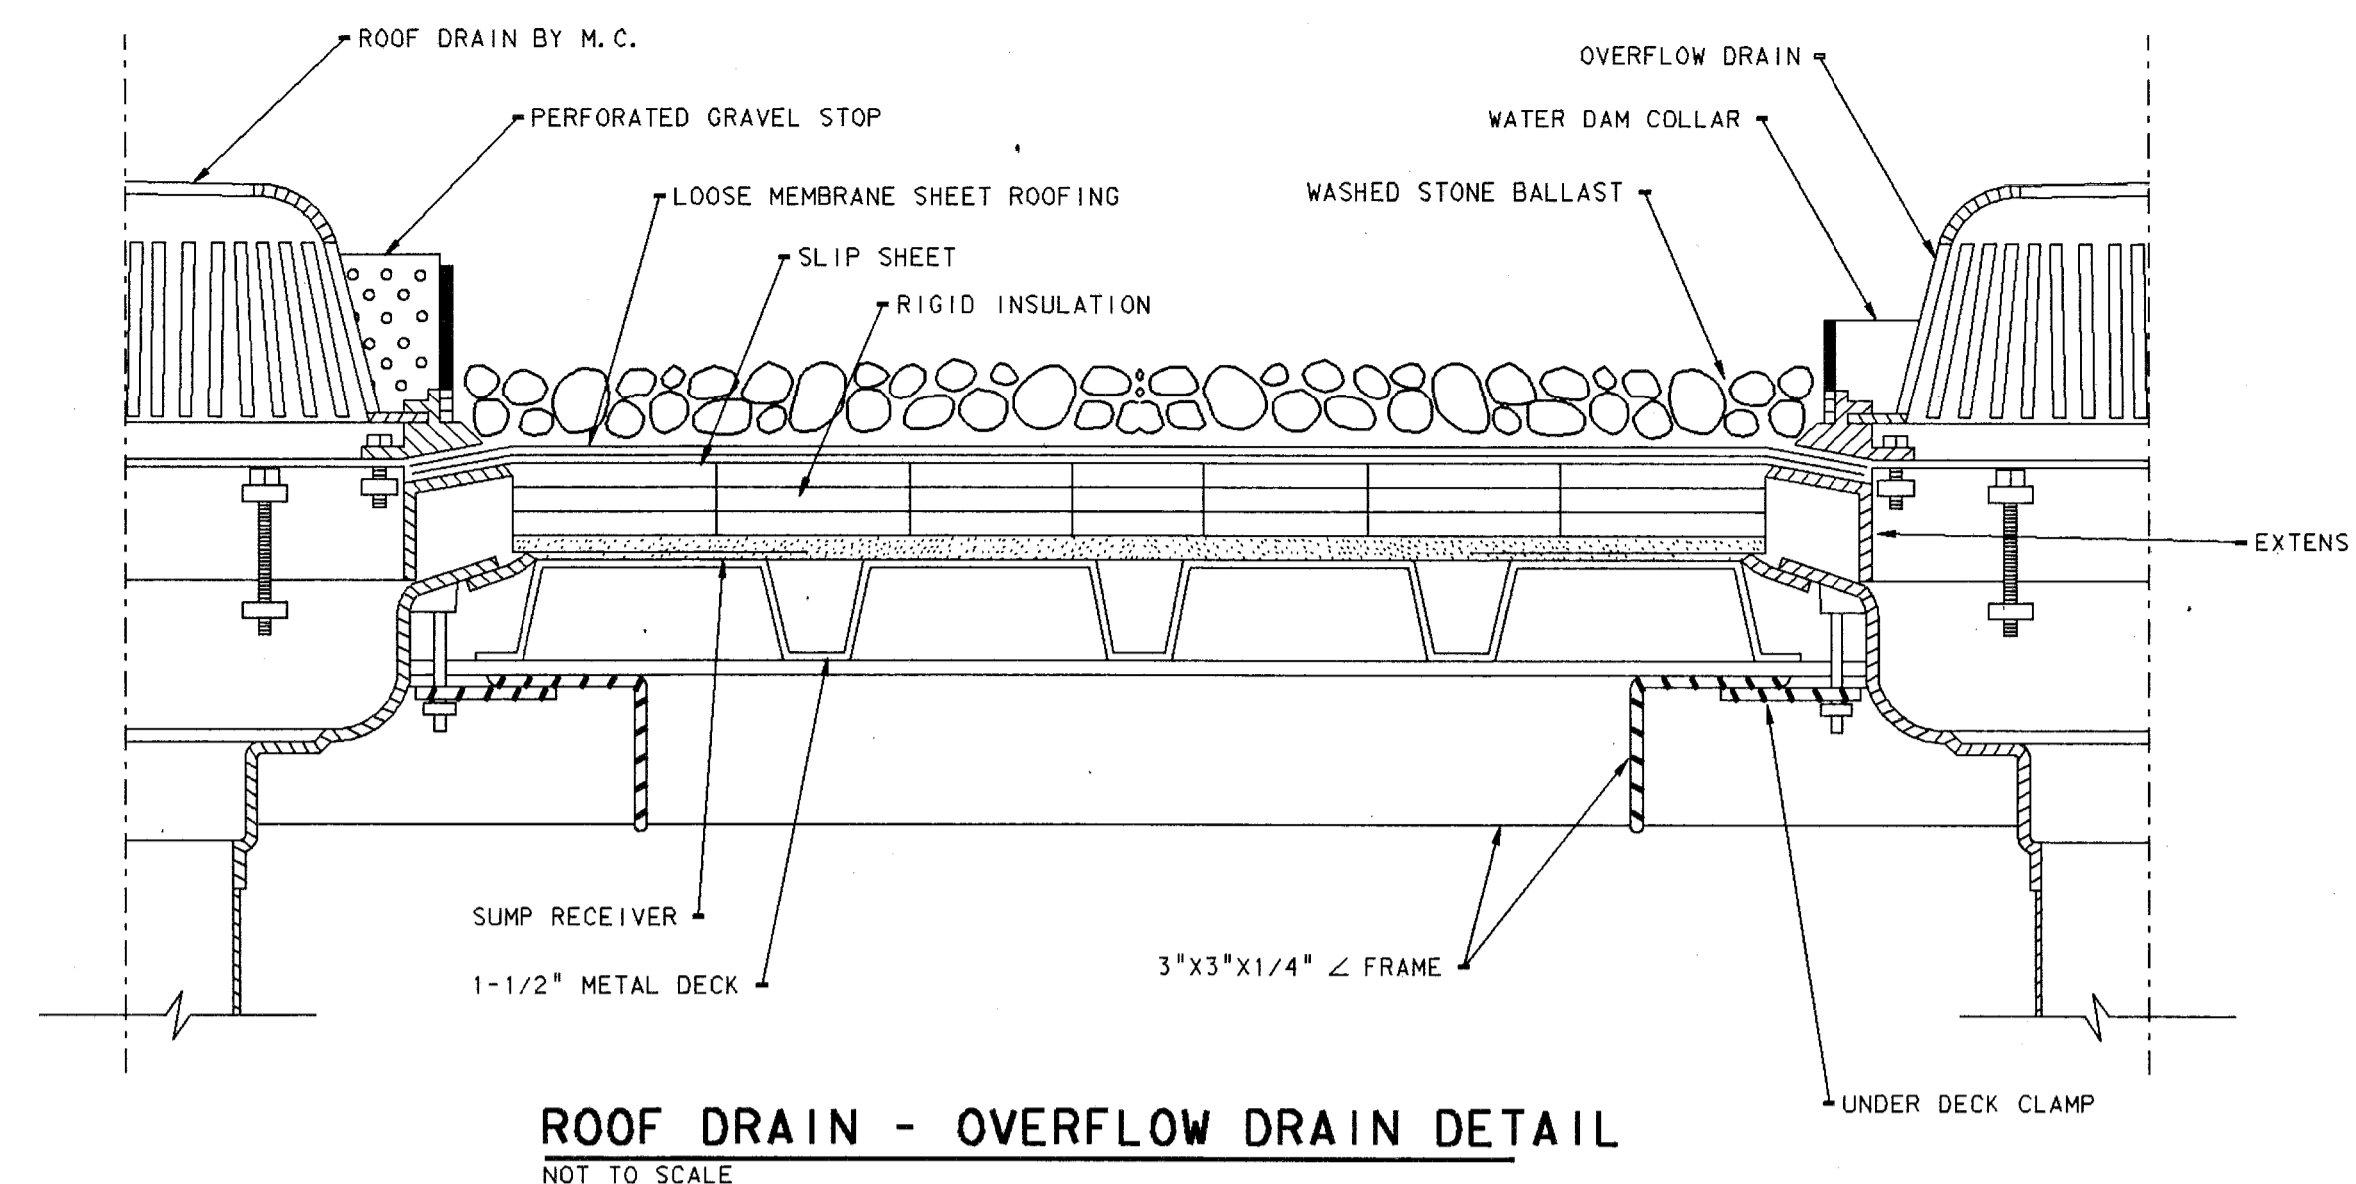 ROOF DRAIN BY M.C.
OVERFLOW DRAIN
PERFORATED GRAVEL STOP
WATER DAM COLLAR
LOOSE MEMBRANE SHEET ROOFING
WASHED STONE BALLAST
SLIP SHEET
RIGID INSULATION
EXTENS
SUMP RECEIVER
3"X3"X1/4" ∠ FRAME
1-1/2" METAL DECK
UNDER DECK CLAMP
ROOF DRAIN - OVERFLOW DRAIN DETAIL
NOT TO SCALE